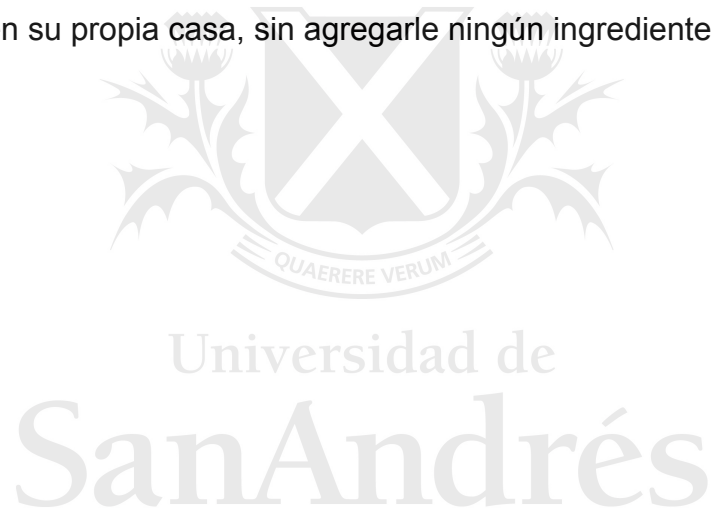 n su propia casa, sin agregarle ningún ingrediente
QUAERERE VERUM
Universidad de
SanAndrés